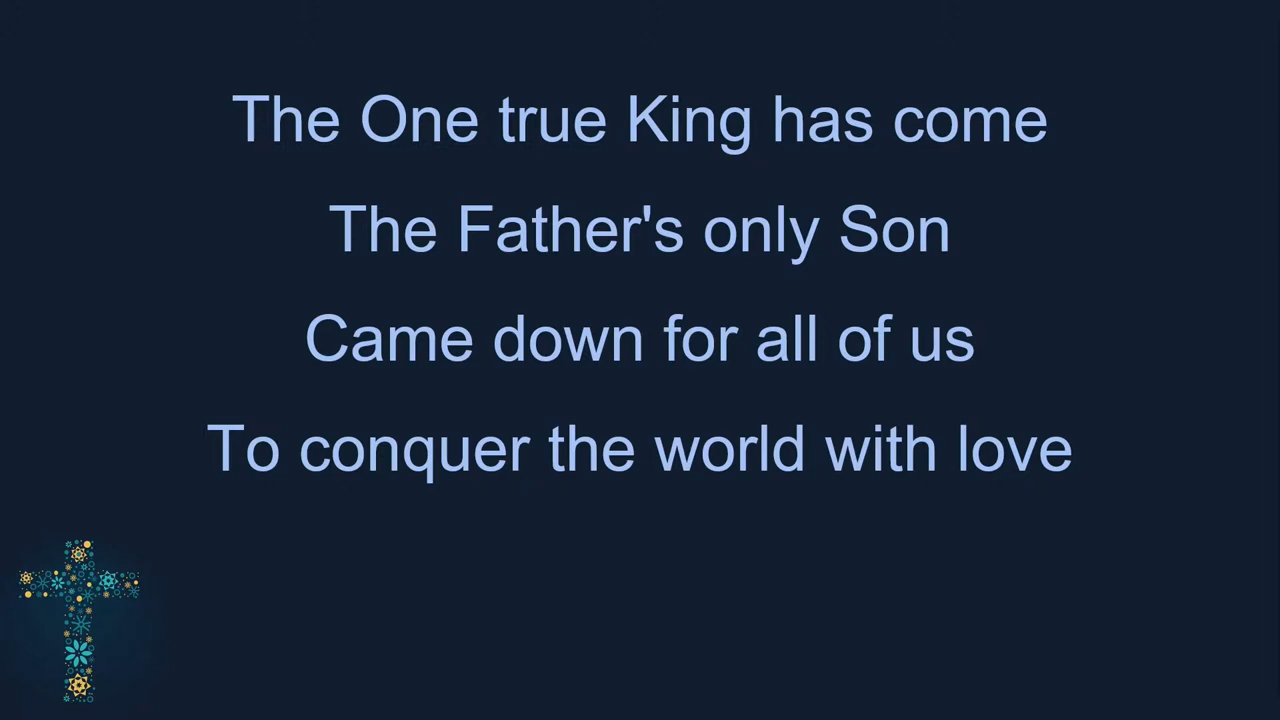 The One true King has come
The Father's only Son
Came down for all of us
To conquer the world with love